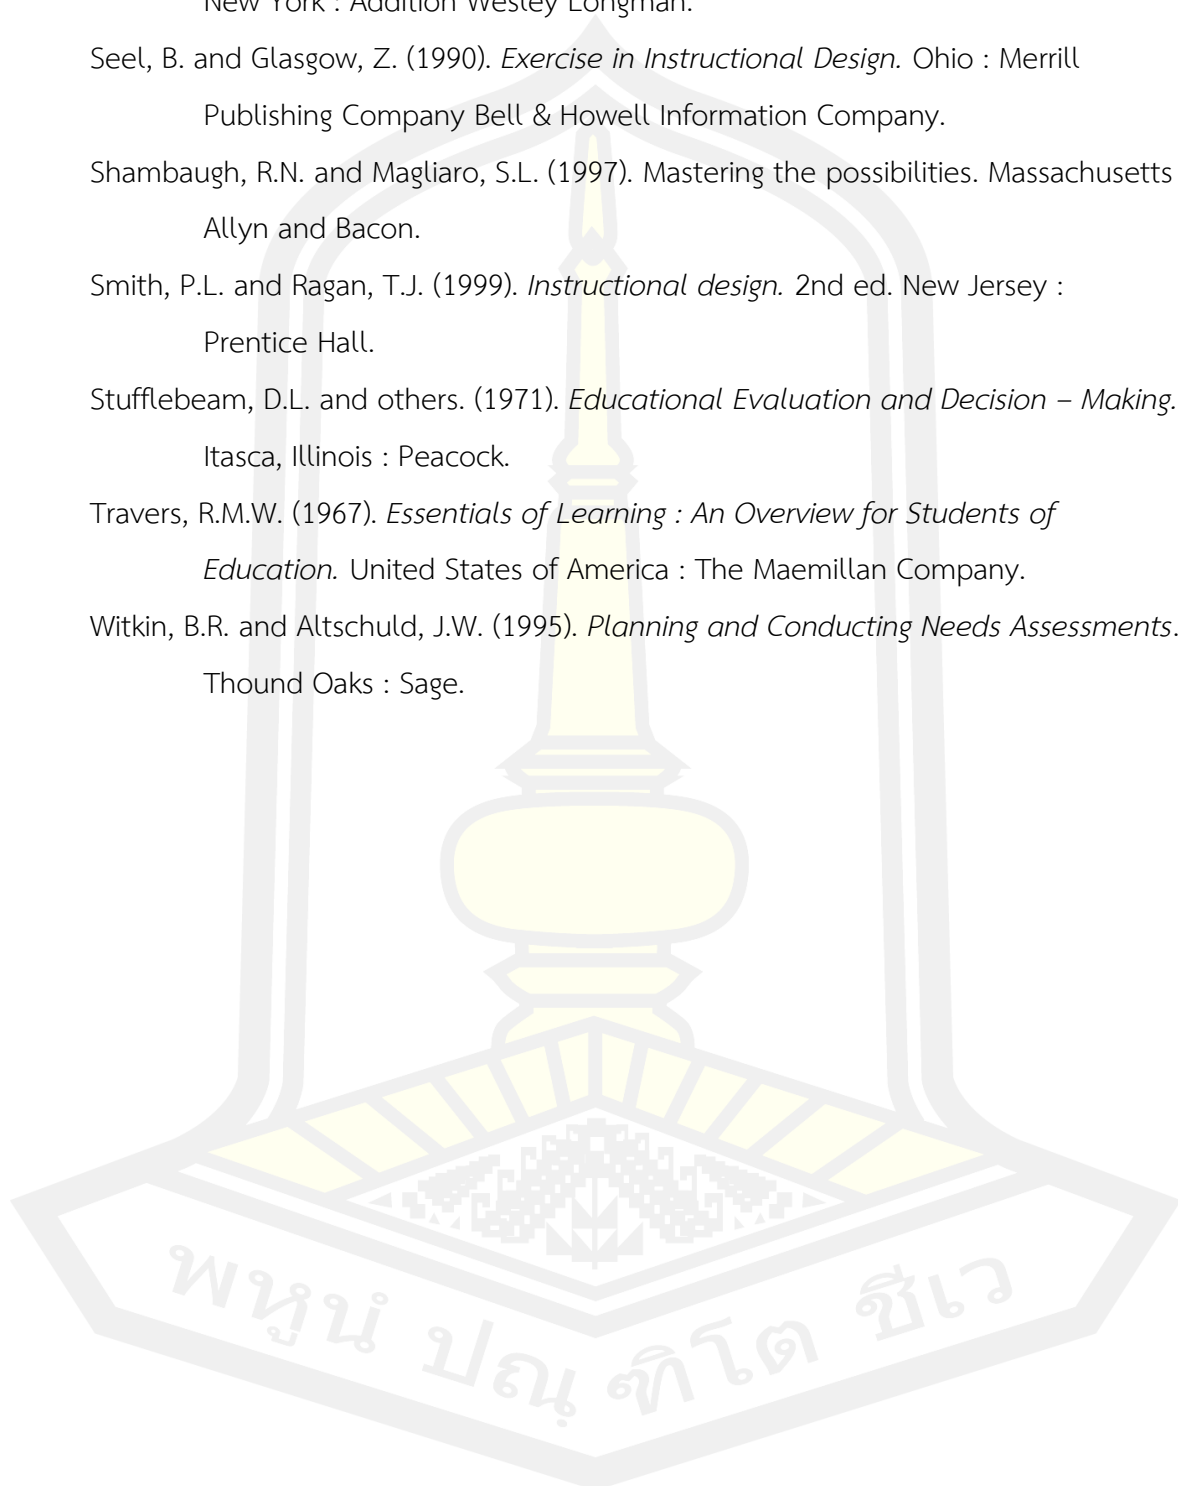 New York : Addition Wesley Longman.
Seel, B. and Glasgow, Z. (1990). Exercise in Instructional Design. Ohio : Merrill
Publishing Company Bell & Howell Information Company.
Shambaugh, R.N. and Magliaro, S.L. (1997). Mastering the possibilities. Massachusetts
Allyn and Bacon.
Smith, P.L. and Ragan, T.J. (1999). Instructional design. 2nd ed. New Jersey :
Prentice Hall.
Stufflebeam, D.L. and others. (1971). Educational Evaluation and Decision – Making.
Itasca, Illinois : Peacock.
Travers, R.M.W. (1967). Essentials of Learning : An Overview for Students of
Education. United States of America : The Maemillan Company.
Witkin, B.R. and Altschuld, J.W. (1995). Planning and Conducting Needs Assessments.
Thound Oaks : Sage.
พหูนํ ปณฺฑิโต ชีเว